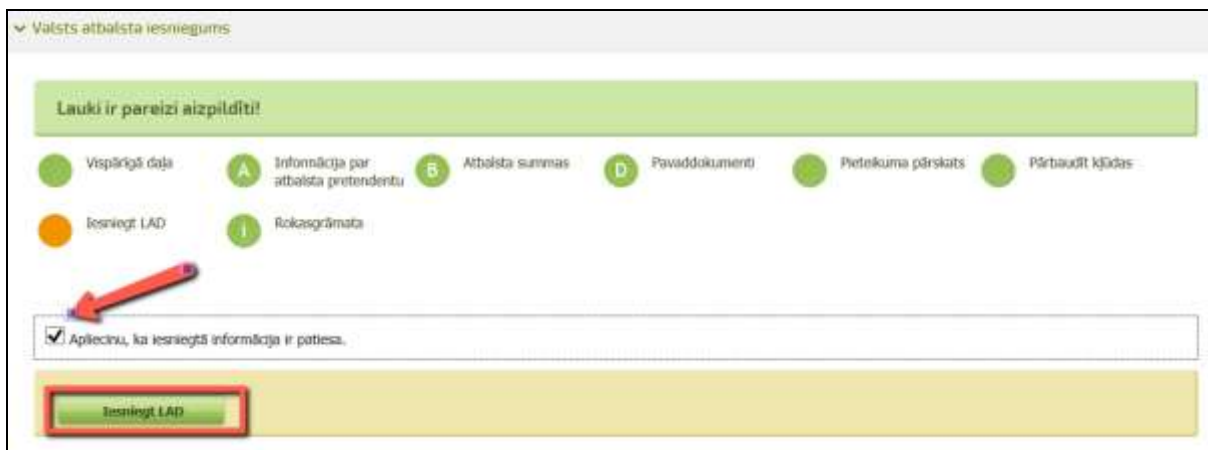 Valsts atbalsta iesniegums
Lauki ir pareizi aizpildīti!
Vispārīgā daļa
A Informācija par
atbalsta pretendentu
B Atbalsta summas
D Pavaddokumenti
Pieteikuma pārskats
Pārbaudīt kļūdas
Iesniegt LAD
i Rokasgrāmata
Apliecinu, ka iesniegtā informācija ir patiesa.
Iesniegt LAD